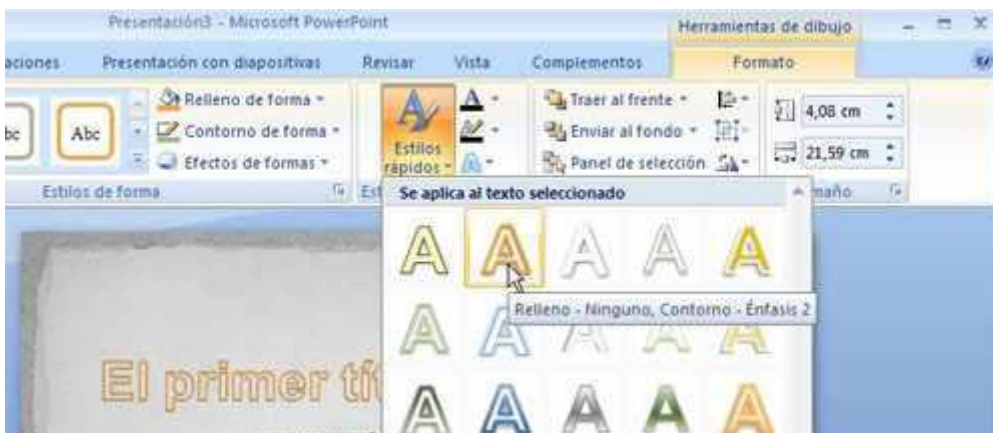 Presentación3 - Microsoft PowerPoint
Herramientas de dibujo
aciones Presentación con diapositivas Revisar Vista Complementos Formato
bc Abc Relleno de forma Estilos rápidos A Traer al frente 4,08 cm
Contorno de forma Enviar al fondo
Efectos de formas A Panel de selección 21,59 cm
Estilos de forma Est maño
Se aplica al texto seleccionado
A A A A A
Relleno - Ninguno, Contorno - Énfasis 2
A A A A A
El primer tít
A A A A A